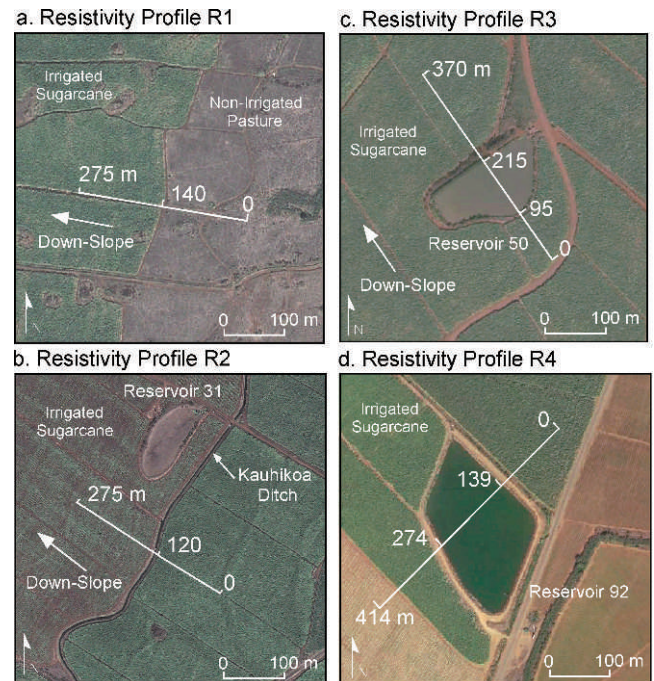 a. Resistivity Profile R1
Irrigated
Sugarcane
Non-Irrigated
Pasture
275 m
140
0
Down-Slope
0 100 m
b. Resistivity Profile R2
Reservoir 31
Irrigated
Sugarcane
Kauhikoa
Ditch
275 m
120
0
Down-Slope
0 100 m
c. Resistivity Profile R3
370 m
Irrigated
Sugarcane
215
95
Reservoir 50
0
Down-Slope
N
0 100 m
d. Resistivity Profile R4
Irrigated
Sugarcane
0
139
274
Reservoir 92
414 m
0 100 m